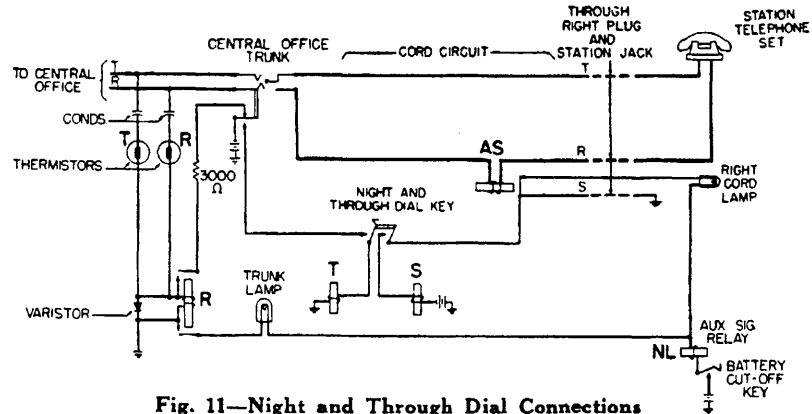 THROUGH
RIGHT PLUG
AND
STATION JACK
STATION
TELEPHONE
SET
CENTRAL OFFICE
TRUNK
CORD CIRCUIT
TO CENTRAL
OFFICE
T
R
T
CONDS
T
R
THERMISTORS
3000
Ω
AS
R
S
RIGHT
CORD
LAMP
NIGHT AND
THROUGH DIAL KEY
T
S
R
TRUNK
LAMP
VARISTOR
AUX SIG
RELAY
NL
BATTERY
CUT-OFF
KEY
Fig. 11—Night and Through Dial Connections